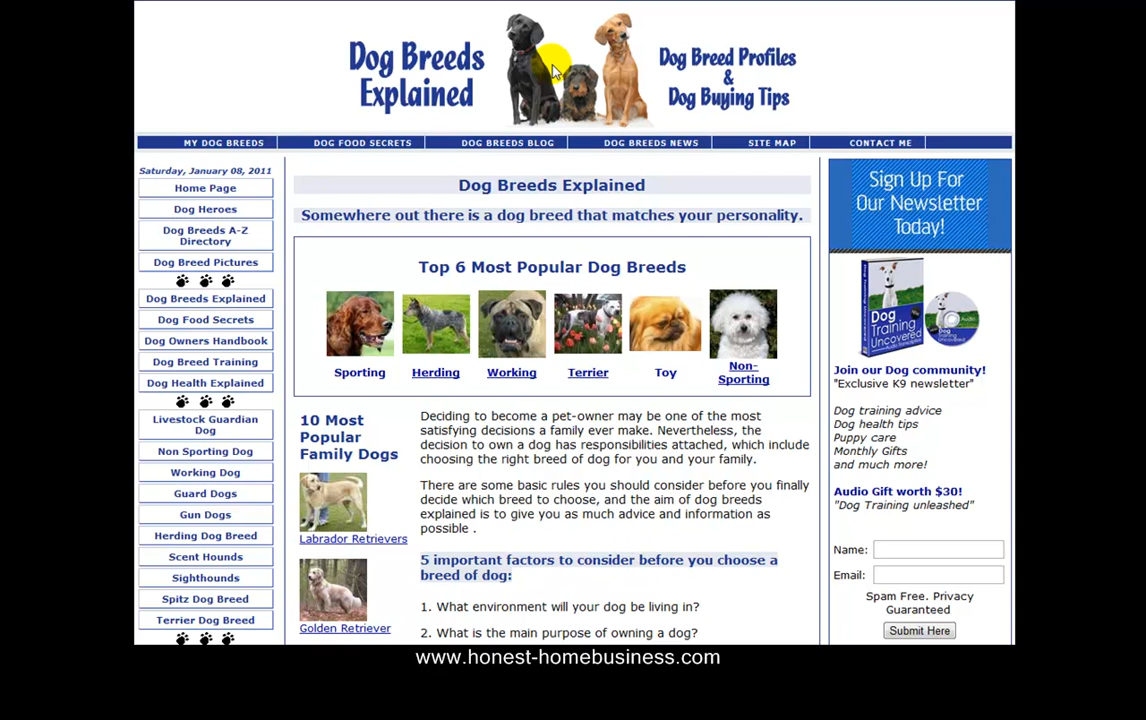 Dog Breeds
Explained
Dog Breed Profiles
&
Dog Buying Tips
MY DOG BREEDS
DOG FOOD SECRETS
DOG BREEDS BLOG
DOG BREEDS NEWS
SITE MAP
CONTACT ME
Saturday, January 08, 2011
Home Page
Dog Heroes
Dog Breeds A-Z
Directory
Dog Breed Pictures
Dog Breeds Explained
Dog Food Secrets
Dog Owners Handbook
Dog Breed Training
Dog Health Explained
Livestock Guardian
Dog
Non Sporting Dog
Working Dog
Guard Dogs
Gun Dogs
Herding Dog Breed
Scent Hounds
Sighthounds
Spitz Dog Breed
Terrier Dog Breed
Dog Breeds Explained
Somewhere out there is a dog breed that matches your personality.
Top 6 Most Popular Dog Breeds
Sporting
Herding
Working
Terrier
Toy
Non-
Sporting
10 Most
Popular
Family Dogs
Labrador Retrievers
Golden Retriever
Deciding to become a pet-owner may be one of the most
satisfying decisions a family ever make. Nevertheless, the
decision to own a dog has responsibilities attached, which include
choosing the right breed of dog for you and your family.
There are some basic rules you should consider before you finally
decide which breed to choose, and the aim of dog breeds
explained is to give you as much advice and information as
possible .
5 important factors to consider before you choose a
breed of dog:
1. What environment will your dog be living in?
2. What is the main purpose of owning a dog?
Sign Up For
Our Newsletter
Today!
Dog
Training
Uncovered
Join our Dog community!
"Exclusive K9 newsletter"
Dog training advice
Dog health tips
Puppy care
Monthly Gifts
and much more!
Audio Gift worth $30!
"Dog Training unleashed"
Name:
Email:
Spam Free. Privacy
Guaranteed
Submit Here
www.honest-homebusiness.com